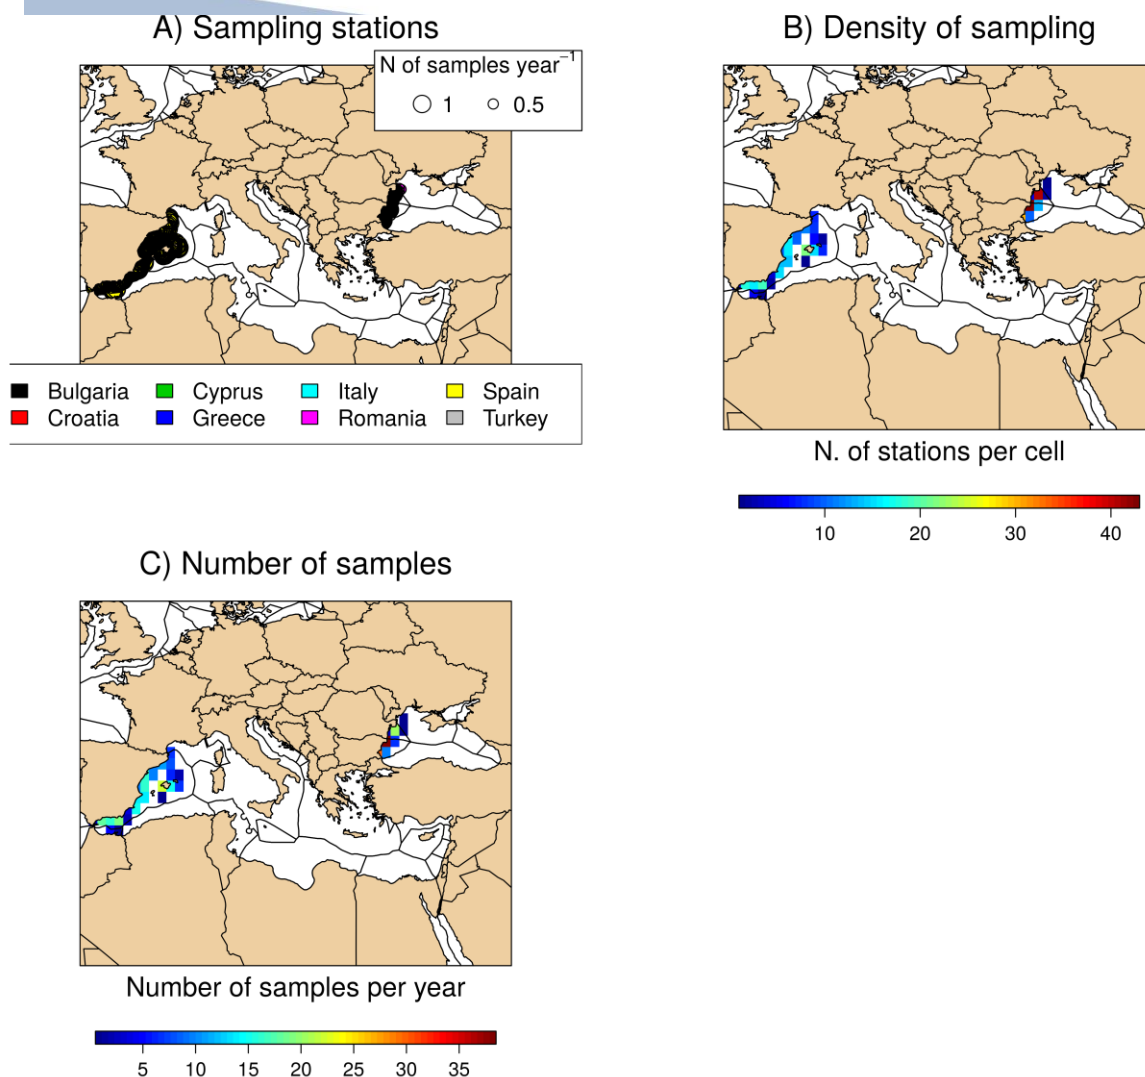 A) Sampling stations
N of samples year⁻¹
1 0.5
Bulgaria Cyprus Italy Spain
Croatia Greece Romania Turkey
B) Density of sampling
N. of stations per cell
10 20 30 40
C) Number of samples
Number of samples per year
5 10 15 20 25 30 35